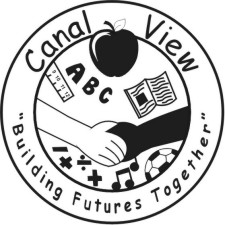 Canal View
ABC
"Building Futures Together"